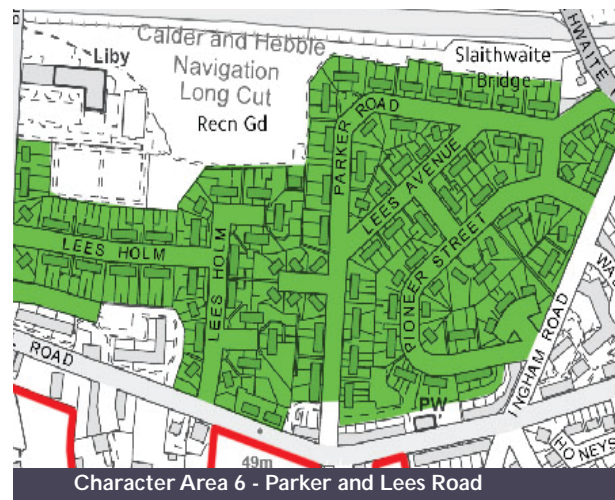 Calder and Hebble
Navigation
Long Cut
Liby
Recn Gd
Slaithwaite
Bridge
HWAITE
PARKER ROAD
LEES AVENUE
PIONEER STREET
LEES HOLM
LEES HOLM
ROAD
INGHAM ROAD
PW
HONEYS
49m
Character Area 6 - Parker and Lees Road